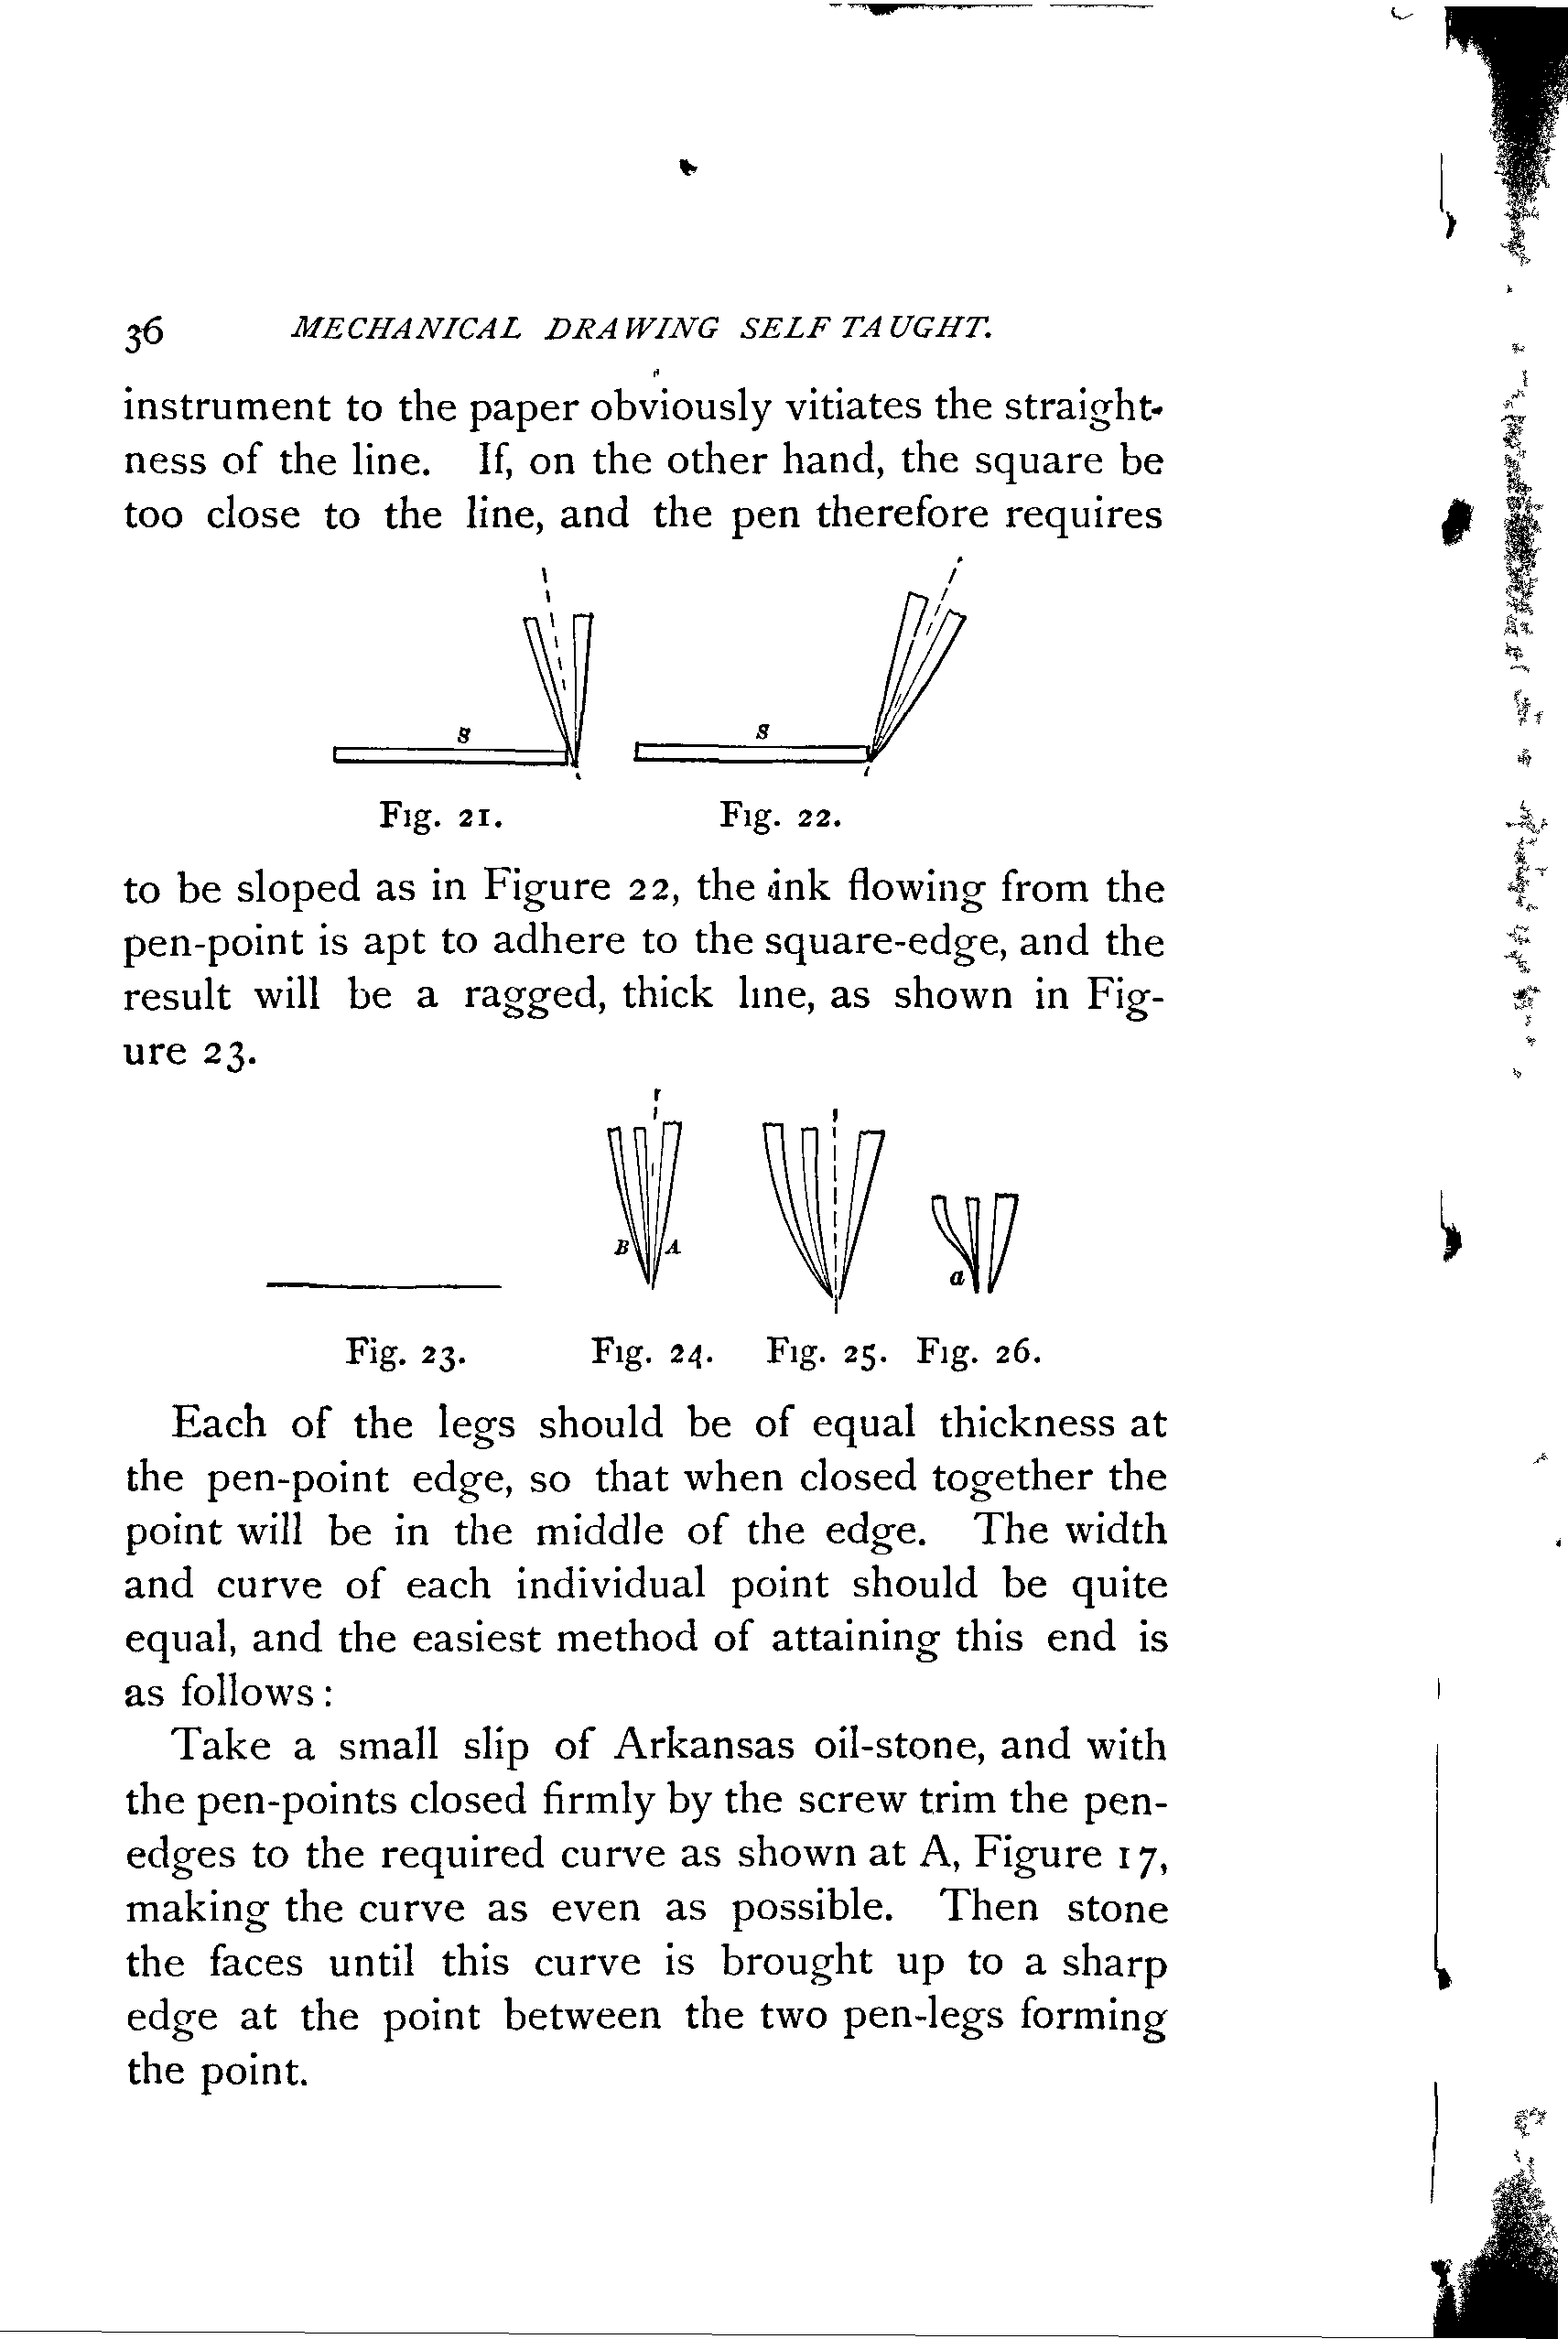 36 MECHANICAL DRAWING SELF TAUGHT.
instrument to the paper obviously vitiates the straight-
ness of the line. If, on the other hand, the square be
too close to the line, and the pen therefore requires
S S
Fig. 21. Fig. 22.
to be sloped as in Figure 22, the ink flowing from the
pen-point is apt to adhere to the square-edge, and the
result will be a ragged, thick line, as shown in Fig-
ure 23.
B A a
Fig. 23. Fig. 24. Fig. 25. Fig. 26.
Each of the legs should be of equal thickness at
the pen-point edge, so that when closed together the
point will be in the middle of the edge. The width
and curve of each individual point should be quite
equal, and the easiest method of attaining this end is
as follows:
Take a small slip of Arkansas oil-stone, and with
the pen-points closed firmly by the screw trim the pen-
edges to the required curve as shown at A, Figure 17,
making the curve as even as possible. Then stone
the faces until this curve is brought up to a sharp
edge at the point between the two pen-legs forming
the point.